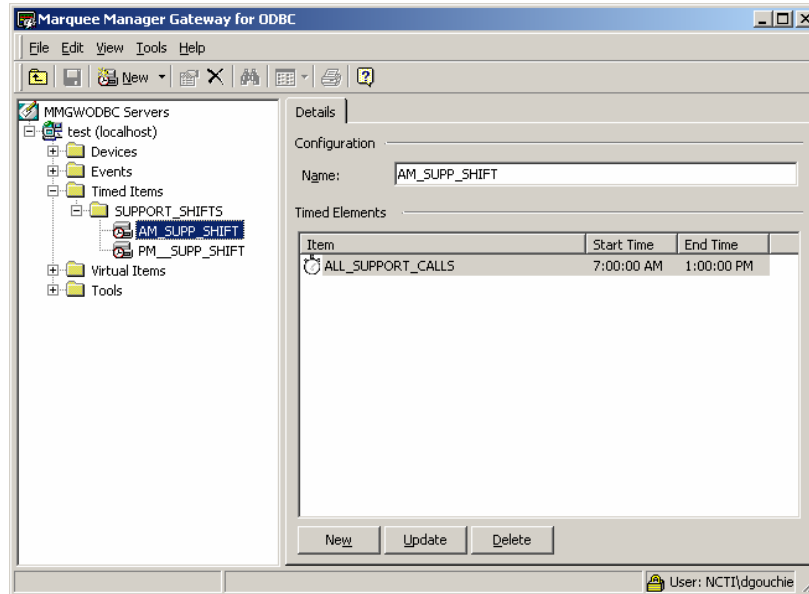 Marquee Manager Gateway for ODBC
File Edit View Tools Help
New
MMGWODBC Servers
test (localhost)
Devices
Events
Timed Items
SUPPORT_SHIFTS
AM_SUPP_SHIFT
PM__SUPP_SHIFT
Virtual Items
Tools
Details
Configuration
Name: AM_SUPP_SHIFT
Timed Elements
Item Start Time End Time
ALL_SUPPORT_CALLS 7:00:00 AM 1:00:00 PM
New Update Delete
User: NCTI\dgouchie